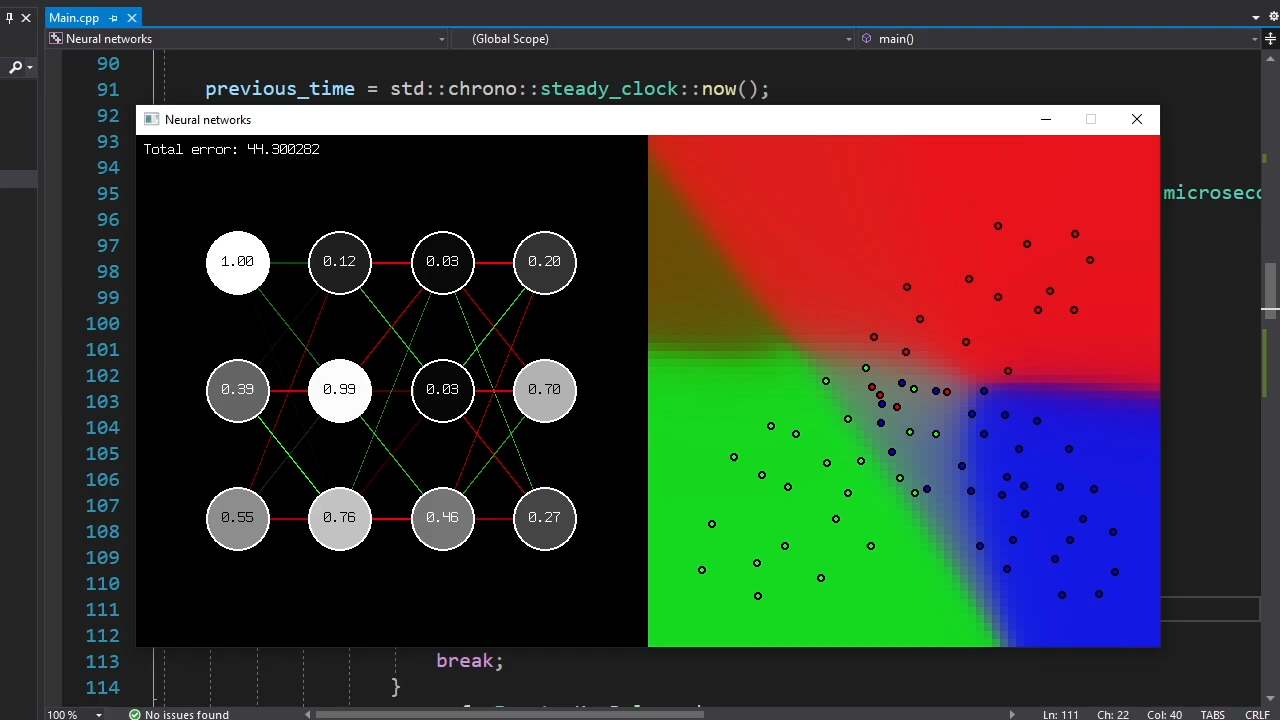 Main.cpp
Neural networks
(Global Scope)
main()
90
91 previous_time = std::chrono::steady_clock::now();
92
Neural networks
93
Total error: 44.300282
94
95 microsec
96
97
98
1.00 0.12 0.03 0.20
99
100
101
102
103
0.39 0.99 0.03 0.70
104
105
106
107
0.55 0.76 0.46 0.27
108
109
110
111
112
113 break;
114 }
100 %
No issues found
Ln: 111 Ch: 22 Col: 40 TABS CRLF